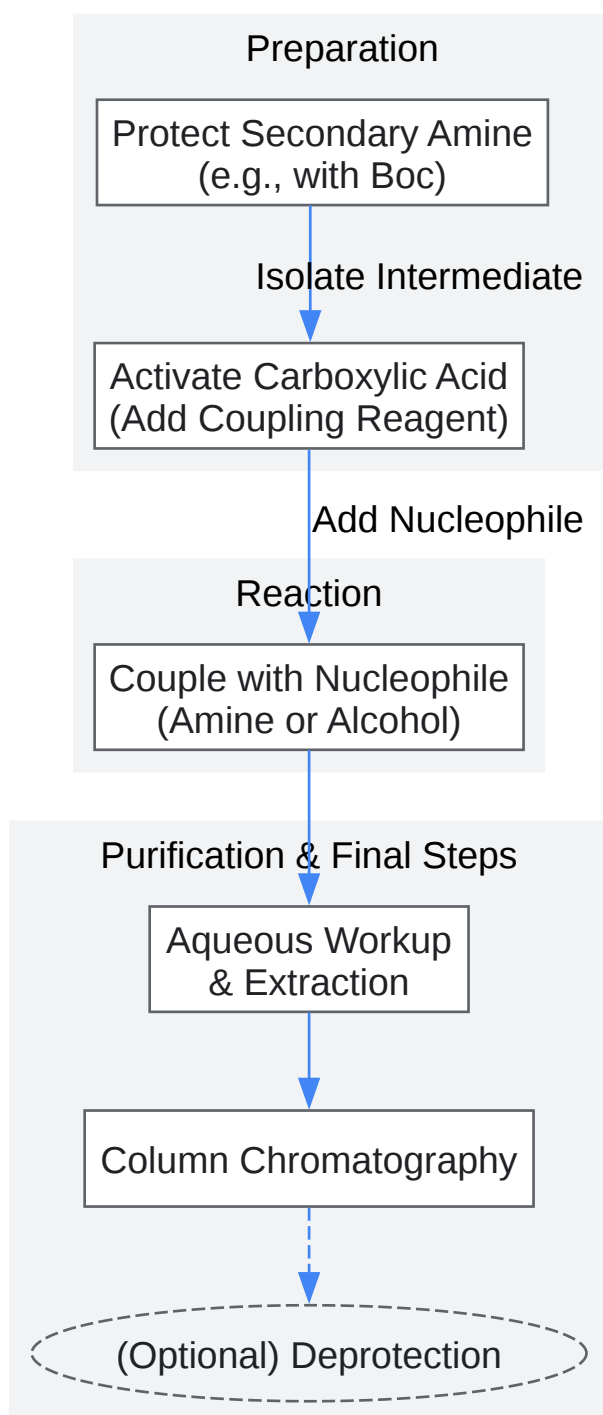 Preparation
Protect Secondary Amine
(e.g., with Boc)
Isolate Intermediate
Activate Carboxylic Acid
(Add Coupling Reagent)
Add Nucleophile
Reaction
Couple with Nucleophile
(Amine or Alcohol)
Purification & Final Steps
Aqueous Workup
& Extraction
Column Chromatography
(Optional) Deprotection